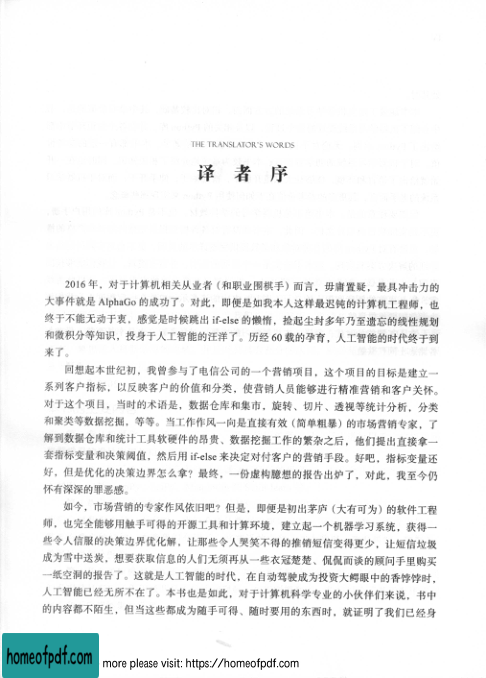 THE TRANSLATOR'S WORDS
译 者 序
2016 年，对于计算机相关从业者（和职业围棋手）而言，毋庸置疑，最具冲击力的
大事件就是 AlphaGo 的成功了。对此，即便是如我本人这样最迟钝的计算机工程师，也
终于不能无动于衷，感觉是时候跳出 if-else 的懒惰，捡起尘封多年乃至遗忘的线性规划
和微积分等知识，投身于人工智能的汪洋了。历经 60 载的孕育，人工智能的时代终于到
来了。
回想起本世纪初，我曾参与了电信公司的一个营销项目，这个项目的目标是建立一
系列客户指标，以反映客户的价值和分类，使营销人员能够进行精准营销和客户关怀。
对于这个项目，当时的术语是，数据仓库和集市，旋转、切片、透视等统计分析，分类
和聚类等数据挖掘，等等。当工作作风一向是直接有效（简单粗暴）的市场营销专家，了
解到数据仓库和统计工具软硬件的昂贵、数据挖掘工作的繁杂之后，他们提出直接拿一
套指标变量和决策阈值，然后用 if-else 来决定对付客户的营销手段。好吧，指标变量还
好，但是优化的决策边界怎么拿？最终，一份虚构臆想的报告出炉了，对此，我至今仍
怀有深深的罪恶感。
如今，市场营销的专家作风依旧吧？但是，即便是初出茅庐（大有可为）的软件工程
师，也完全能够用触手可得的开源工具和计算环境，建立起一个机器学习系统，获得一
些令人信服的决策边界优化解，让那些令人哭笑不得的推销短信变得更少，让短信垃圾
成为雪中送炭，想要获取信息的人们无须再从一些衣冠楚楚、侃侃而谈的顾问手里购买
一纸空洞的报告了。这就是人工智能的时代，在自动驾驶成为投资大鳄眼中的香饽饽时，
人工智能已经无所不在了。本书也是如此，对于计算机科学专业的小伙伴们来说，书中
的内容都不陌生，但当这些都成为随手可得、随时要用的东西时，就证明了我们已经身
homeofpdf.com
more please visit: https://homeofpdf.com